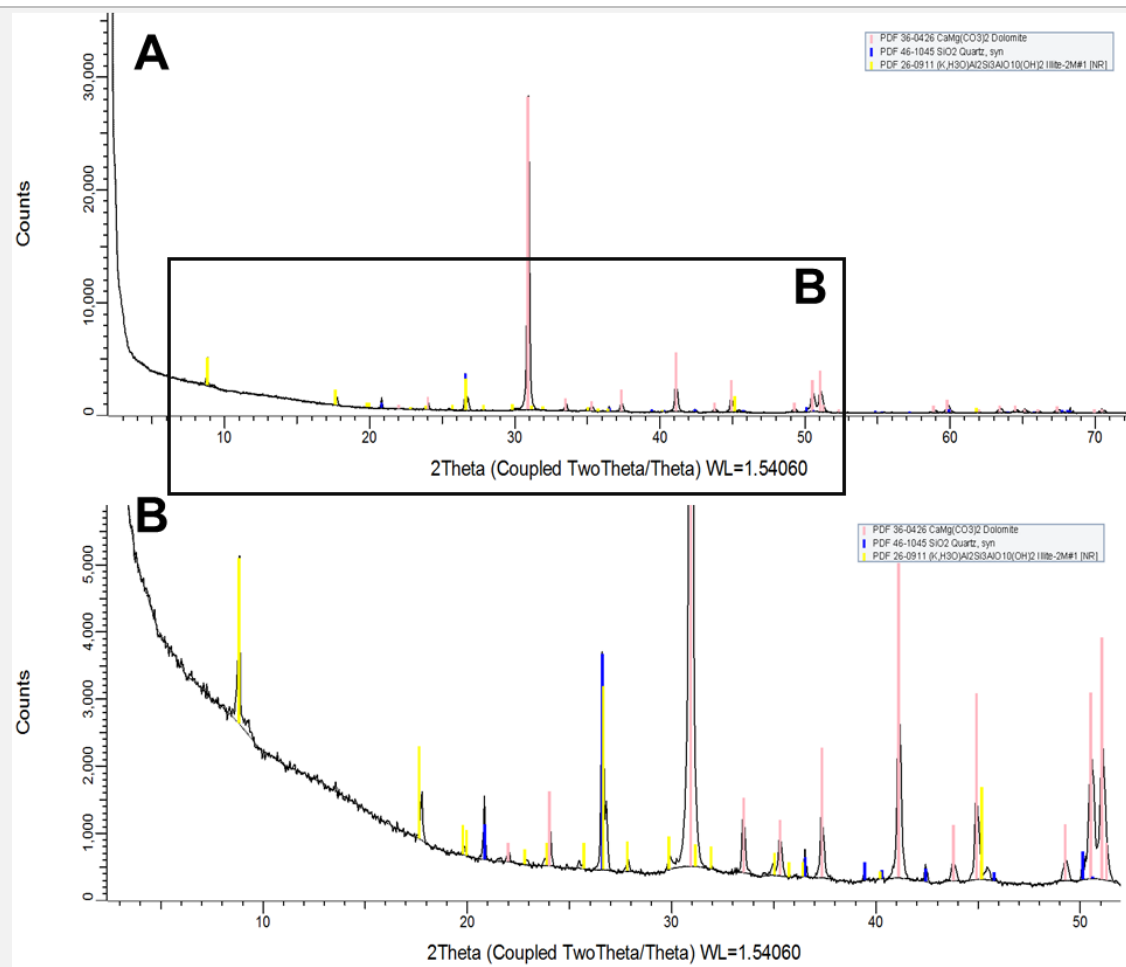 A
PDF 36-0426 CaMg(CO3)2 Dolomite
PDF 46-1045 SiO2 Quartz, syn
PDF 26-0911 (K,H3O)Al2Si3AlO10(OH)2 Illite-2M#1 [NR]
Counts
30,000
20,000
10,000
0
B
10 20 30 40 50 60 70
2Theta (Coupled TwoTheta/Theta) WL=1.54060
B
PDF 36-0426 CaMg(CO3)2 Dolomite
PDF 46-1045 SiO2 Quartz, syn
PDF 26-0911 (K,H3O)Al2Si3AlO10(OH)2 Illite-2M#1 [NR]
Counts
5,000
4,000
3,000
2,000
1,000
0
10 20 30 40 50
2Theta (Coupled TwoTheta/Theta) WL=1.54060